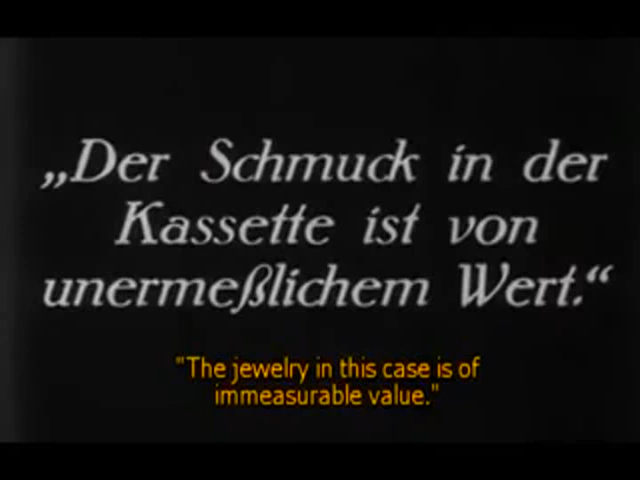 „Der Schmuck in der
Kassette ist von
unermeßlichem Wert.“
"The jewelry in this case is of
immeasurable value."